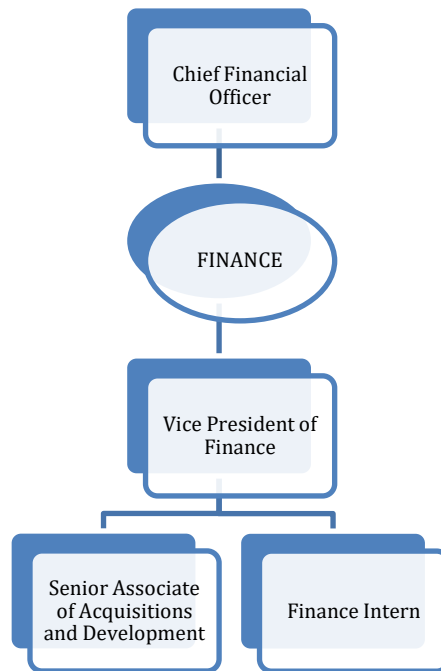 Chief Financial
Officer
FINANCE
Vice President of
Finance
Senior Associate
of Acquisitions
and Development
Finance Intern